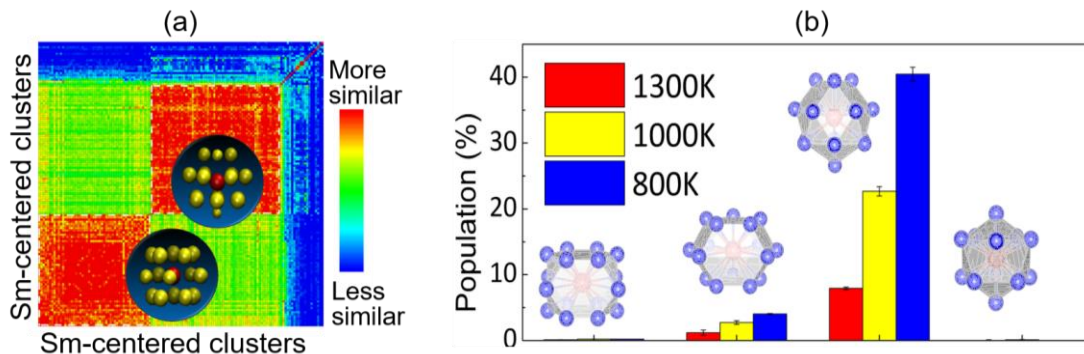 (a)
Sm-centered clusters
More
similar
Less
similar
Sm-centered clusters
(b)
Population (%)
40
30
20
10
0
1300K
1000K
800K